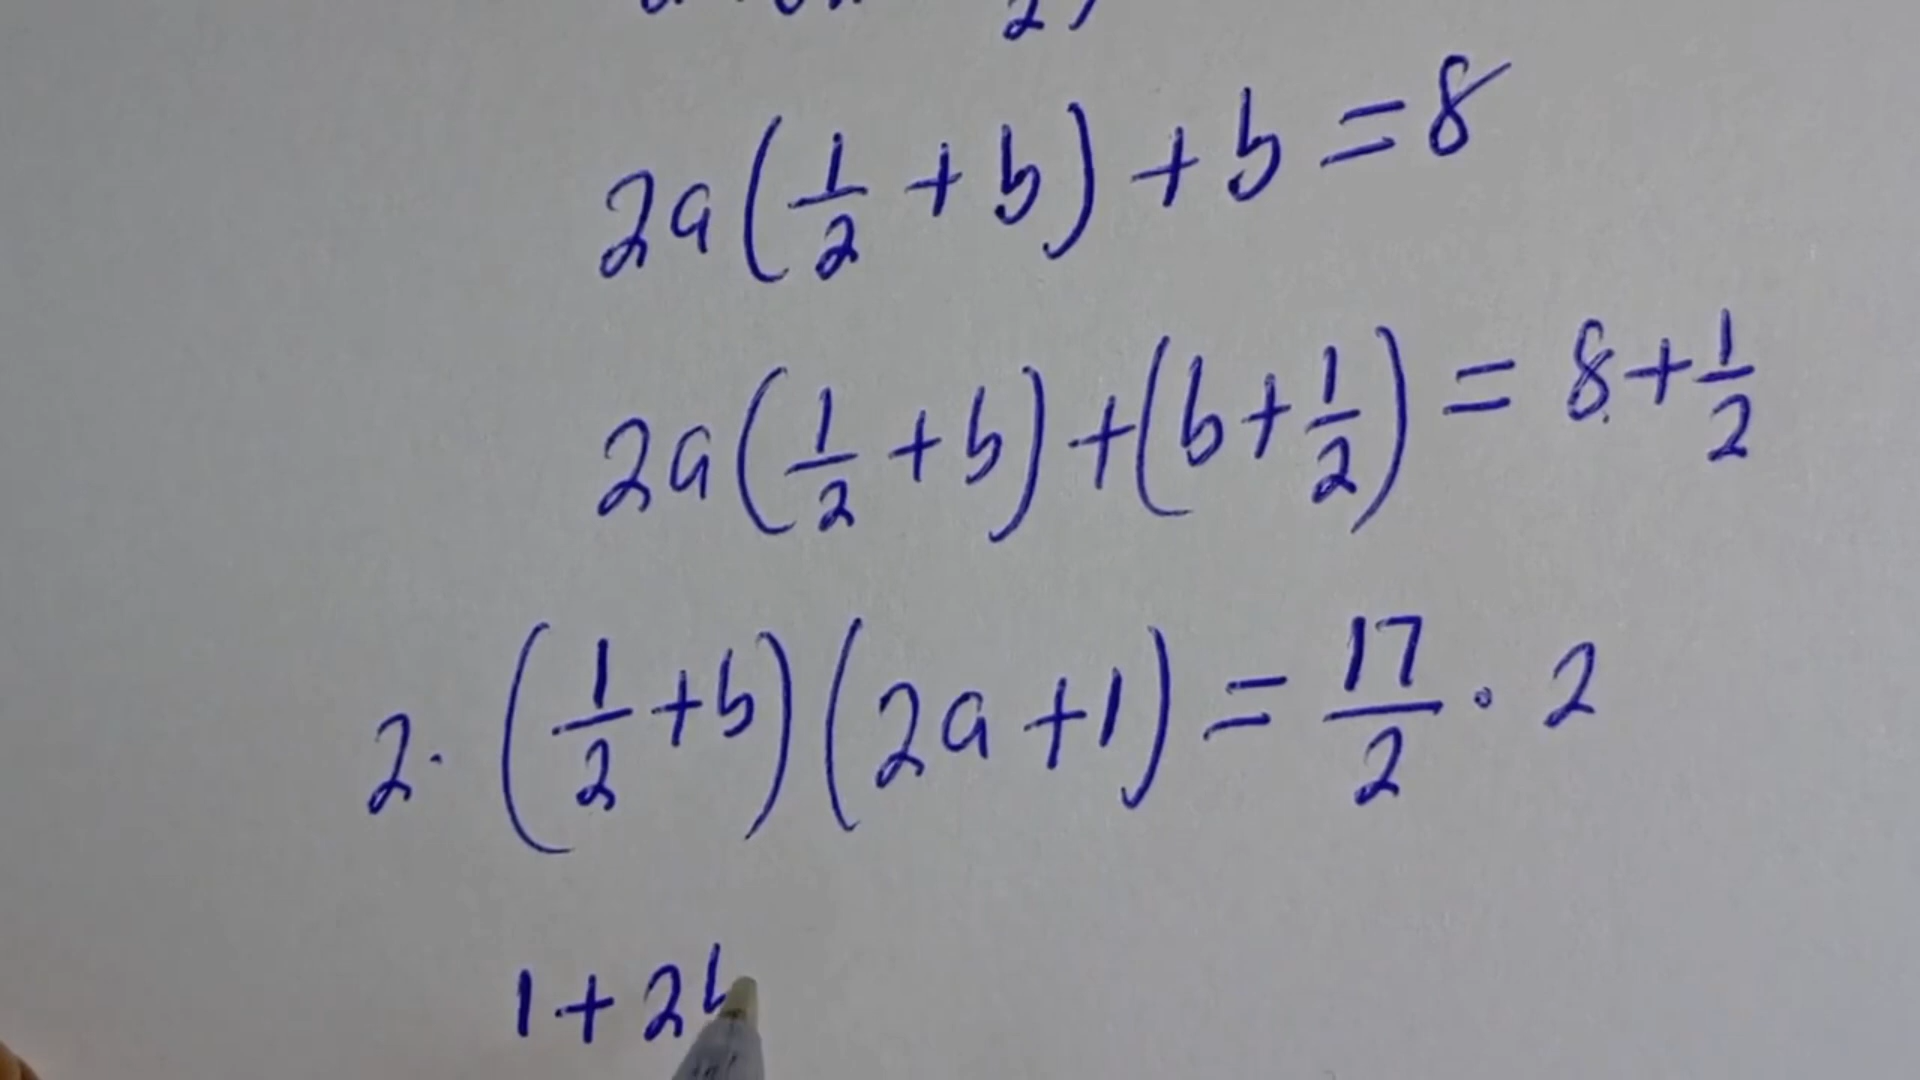 2a(1/2 + b) + b = 8
2a(1/2 + b) + (b + 1/2) = 8 + 1/2
2 · (1/2 + b)(2a + 1) = 17/2 · 2
1 + 2b